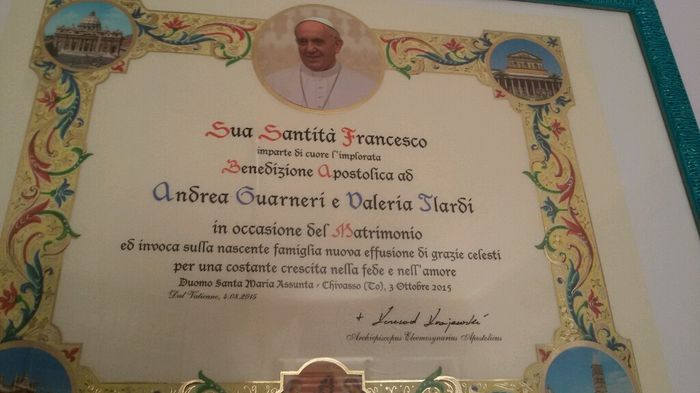 Sua Santità Francesco
imparte di cuore l'implorata
Benedizione Apostolica ad
Andrea Guarneri e Valeria Ilardi
in occasione del Matrimonio
ed invoca sulla nascente famiglia nuova effusione di grazie celesti
per una costante crescita nella fede e nell'amore
Duomo Santa Maria Assunta - Chivasso (To), 3 Ottobre 2015
Dal Vaticano, 4.08.2015
+ Konrad Krajewski
Archiepiscopus Eleemosynarius Apostolicus